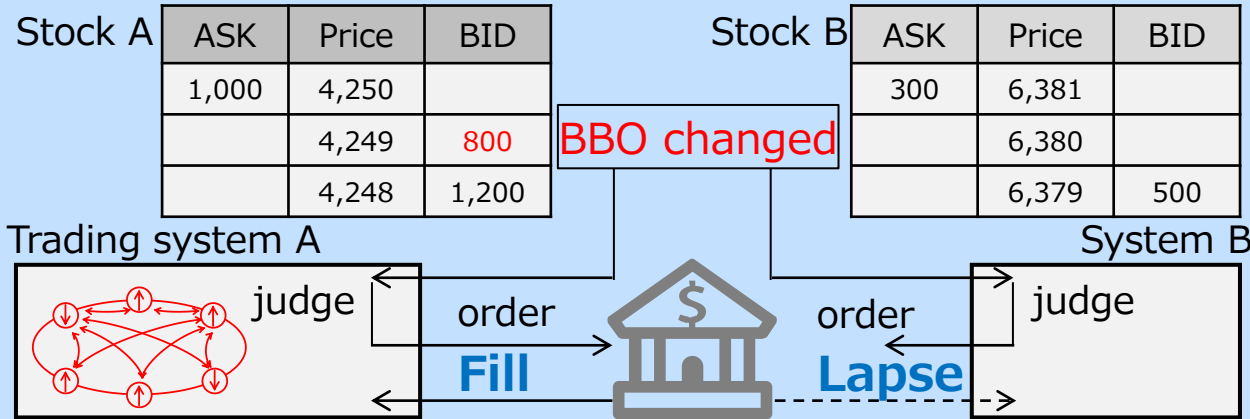 Stock A
ASK Price BID
1,000 4,250
4,249 800
4,248 1,200
Stock B
ASK Price BID
300 6,381
6,380
6,379 500
BBO changed
Trading system A
System B
judge
order
Fill
$
order
Lapse
judge